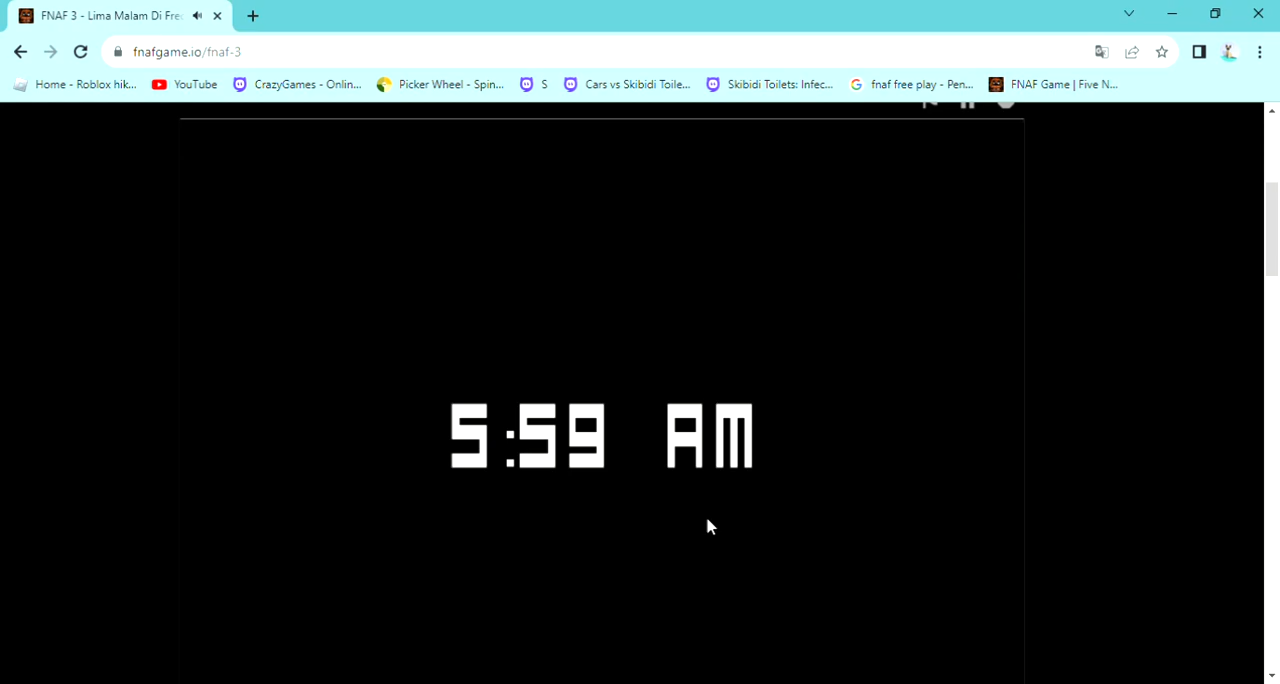 FNAF 3 - Lima Malam Di Fre
fnafgame.io/fnaf-3
Home - Roblox hik... YouTube CrazyGames - Onlin... Picker Wheel - Spin... S Cars vs Skibidi Toile... Skibidi Toilets: Infec... fnaf free play - Pen... FNAF Game | Five N...
5:59 AM